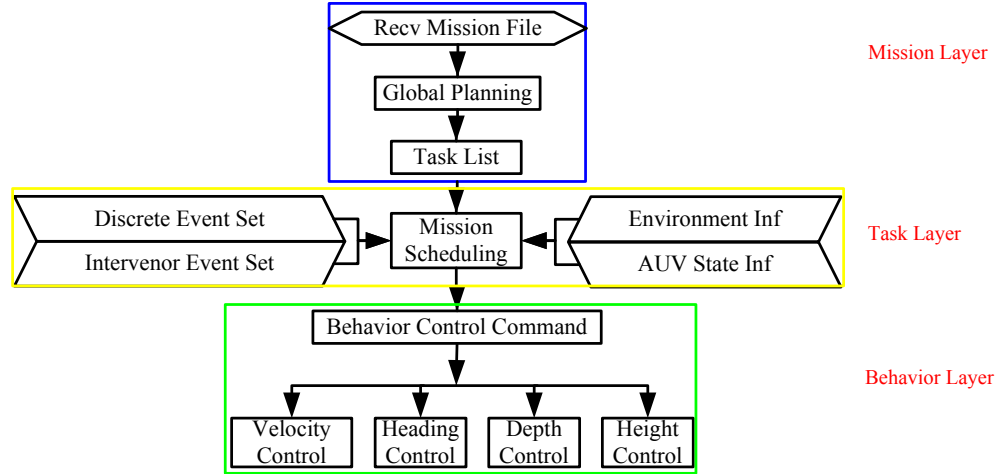 Recv Mission File
Mission Layer
Global Planning
Task List
Discrete Event Set
Intervenor Event Set
Mission
Scheduling
Environment Inf
AUV State Inf
Task Layer
Behavior Control Command
Behavior Layer
Velocity
Control
Heading
Control
Depth
Control
Height
Control